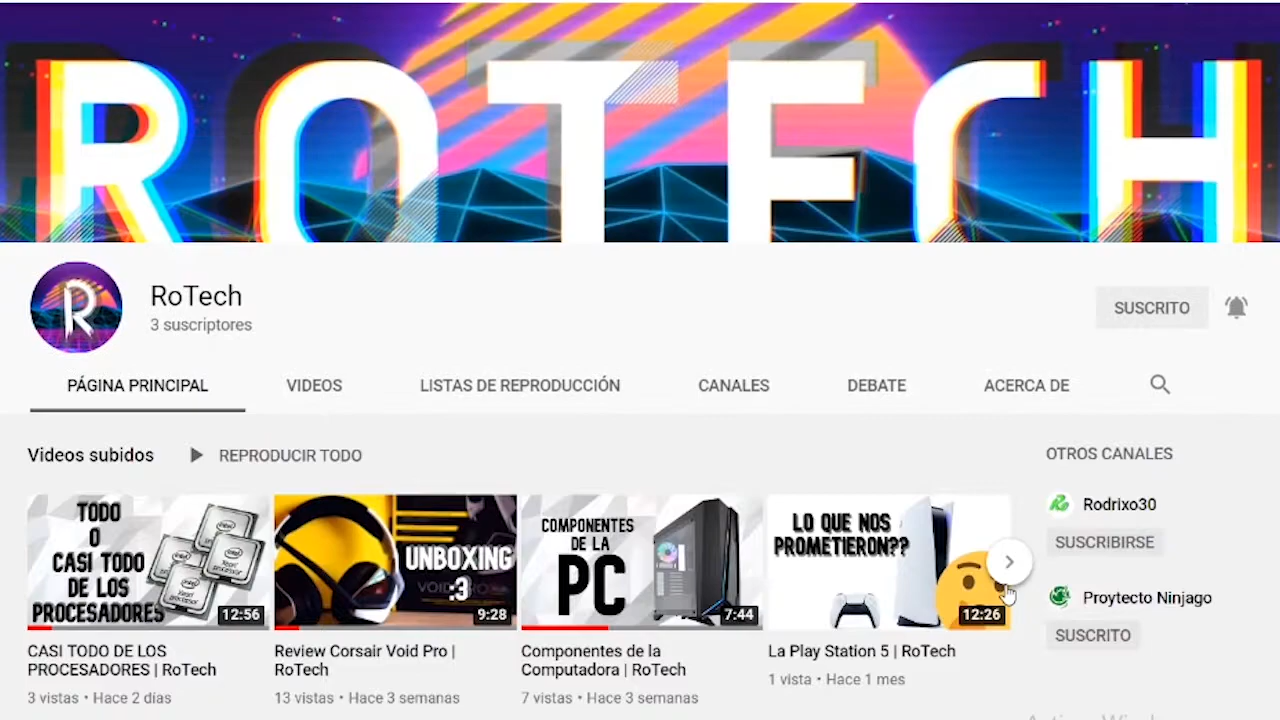 ROTECH
RoTech
3 suscriptores
SUSCRITO
PÁGINA PRINCIPAL
VIDEOS
LISTAS DE REPRODUCCIÓN
CANALES
DEBATE
ACERCA DE
Videos subidos
REPRODUCIR TODO
OTROS CANALES
TODO
O
CASI TODO
DE LOS
PROCESADORES
12:56
UNBOXING
:3
9:28
COMPONENTES
DE LA
PC
7:44
LO QUE NOS
PROMETIERON??
12:26
Rodrixo30
SUSCRIBIRSE
Proytecto Ninjago
SUSCRITO
CASI TODO DE LOS
PROCESADORES | RoTech
3 vistas • Hace 2 días
Review Corsair Void Pro |
RoTech
13 vistas • Hace 3 semanas
Componentes de la
Computadora | RoTech
7 vistas • Hace 3 semanas
La Play Station 5 | RoTech
1 vista • Hace 1 mes